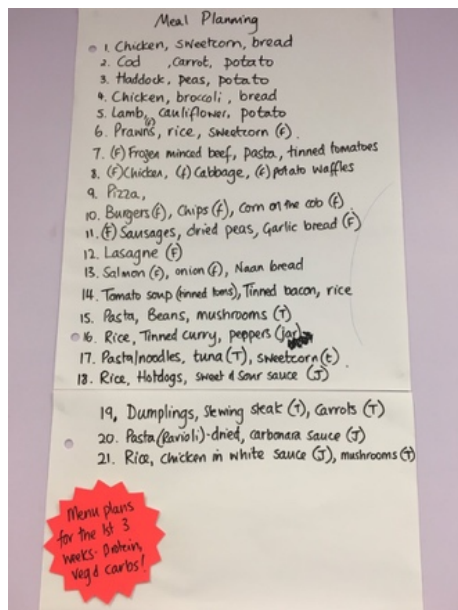 Meal Planning
1. Chicken, sweetcorn, bread
2. Cod ,carrot, potato
3. Haddock, peas, potato
4. Chicken, broccoli, bread
5. Lamb, cauliflower, potato
6. Prawns, (F) rice, sweetcorn (F).
7. (F) Frozen minced beef, pasta, tinned tomatoes
8. (F) Chicken, (F) Cabbage, (F) potato waffles
9. Pizza,
10. Burgers (F), Chips (F), Corn on the cob (F)
11. (F) Sausages, dried peas, Garlic bread (F)
12. Lasagne (F)
13. Salmon (F), onion (F), Naan bread
14. Tomato soup (tinned toms), Tinned bacon, rice
15. Pasta, Beans, mushrooms (T)
16. Rice, Tinned curry, peppers (jar)
17. Pasta/noodles, tuna (T), sweetcorn (t).
18. Rice, Hotdogs, sweet & sour sauce (J)
19, Dumplings, stewing steak (T), Carrots (T)
20. Pasta (Ravioli)-dried, carbonara sauce (J)
21. Rice, Chicken in white sauce (J), mushrooms (T)
Menu plans
for the 1st 3
weeks- Protein,
veg & carbs!